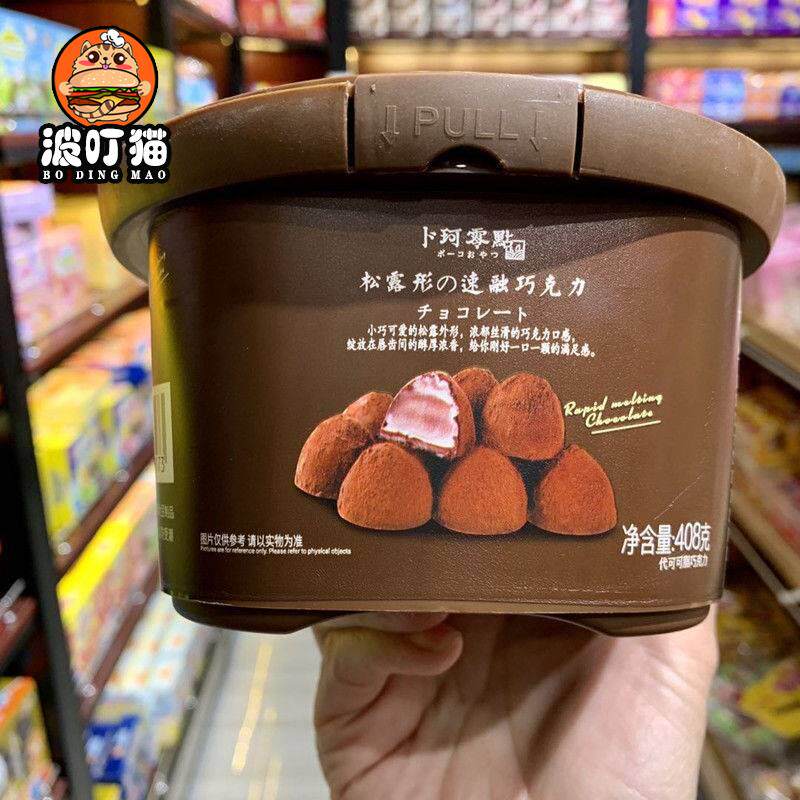 波叮猫
BO DING MAO
PULL
卜珂零點
ポーコおやつ
松露形の速融巧克力
チョコレート
小巧可爱的松露外形，浓郁丝滑的巧克力口感，
绽放在唇齿间的醇厚浓香，给你刚好一口一颗的满足感。
Rapid melting
Chocolate
图片仅供参考 请以实物为准
Pictures are for reference only. Please refer to physical objects
净含量:408克
代可可脂巧克力